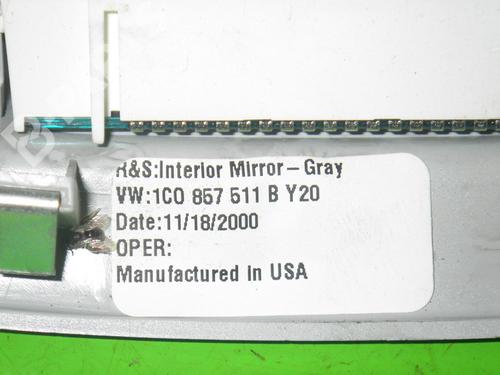 R&S:Interior Mirror-Gray
VW:1C0 857 511 B Y20
Date:11/18/2000
OPER:
Manufactured in USA